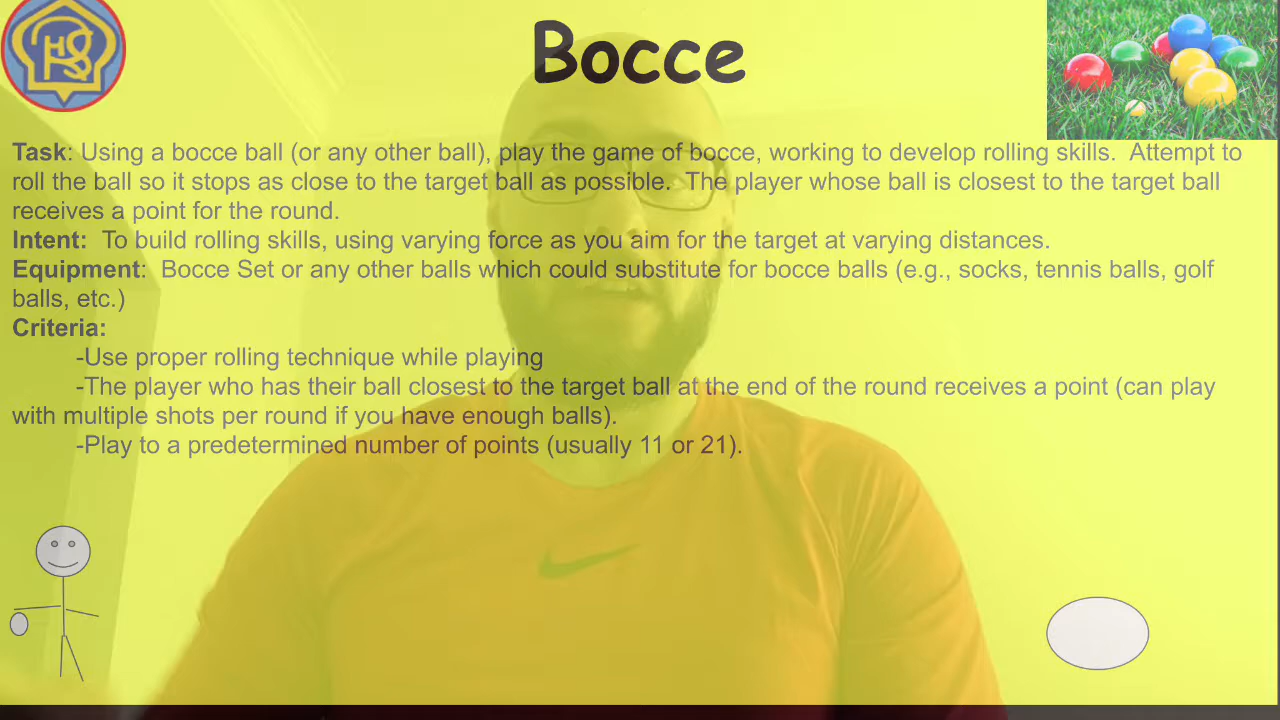 Bocce
Task: Using a bocce ball (or any other ball), play the game of bocce, working to develop rolling skills.  Attempt to
roll the ball so it stops as close to the target ball as possible.  The player whose ball is closest to the target ball
receives a point for the round.
Intent:  To build rolling skills, using varying force as you aim for the target at varying distances.
Equipment:  Bocce Set or any other balls which could substitute for bocce balls (e.g., socks, tennis balls, golf
balls, etc.)
Criteria:
-Use proper rolling technique while playing
-The player who has their ball closest to the target ball at the end of the round receives a point (can play
with multiple shots per round if you have enough balls).
-Play to a predetermined number of points (usually 11 or 21).